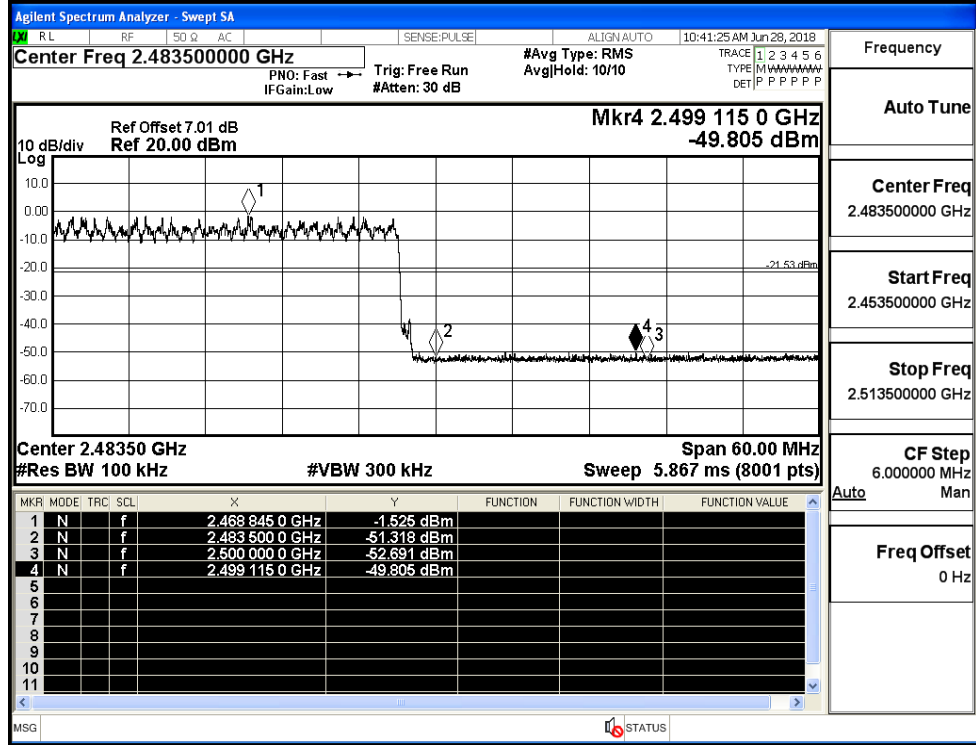 Agilent Spectrum Analyzer - Swept SA
LXI RL RF 50 Ω AC SENSE:PULSE ALIGN AUTO 10:41:25 AM Jun 28, 2018
Center Freq 2.483500000 GHz
PNO: Fast
IFGain:Low
Trig: Free Run
#Atten: 30 dB
#Avg Type: RMS
Avg|Hold: 10/10
TRACE 1 2 3 4 5 6
TYPE M WWWWW
DET P P P P P P
Ref Offset 7.01 dB
10 dB/div Ref 20.00 dBm
Log
Mkr4 2.499 115 0 GHz
-49.805 dBm
10.0
0.00
-10.0
-20.0
-30.0
-40.0
-50.0
-60.0
-70.0
1
2
4
3
-21.53 dBm
Center 2.48350 GHz Span 60.00 MHz
#Res BW 100 kHz #VBW 300 kHz Sweep 5.867 ms (8001 pts)
MKR MODE TRC SCL X Y FUNCTION FUNCTION WIDTH FUNCTION VALUE
1 N f 2.468 845 0 GHz -1.525 dBm
2 N f 2.483 500 0 GHz -51.318 dBm
3 N f 2.500 000 0 GHz -52.691 dBm
4 N f 2.499 115 0 GHz -49.805 dBm
5
6
7
8
9
10
11
MSG STATUS
Frequency
Auto Tune
Center Freq
2.483500000 GHz
Start Freq
2.453500000 GHz
Stop Freq
2.513500000 GHz
CF Step
6.000000 MHz
Auto Man
Freq Offset
0 Hz